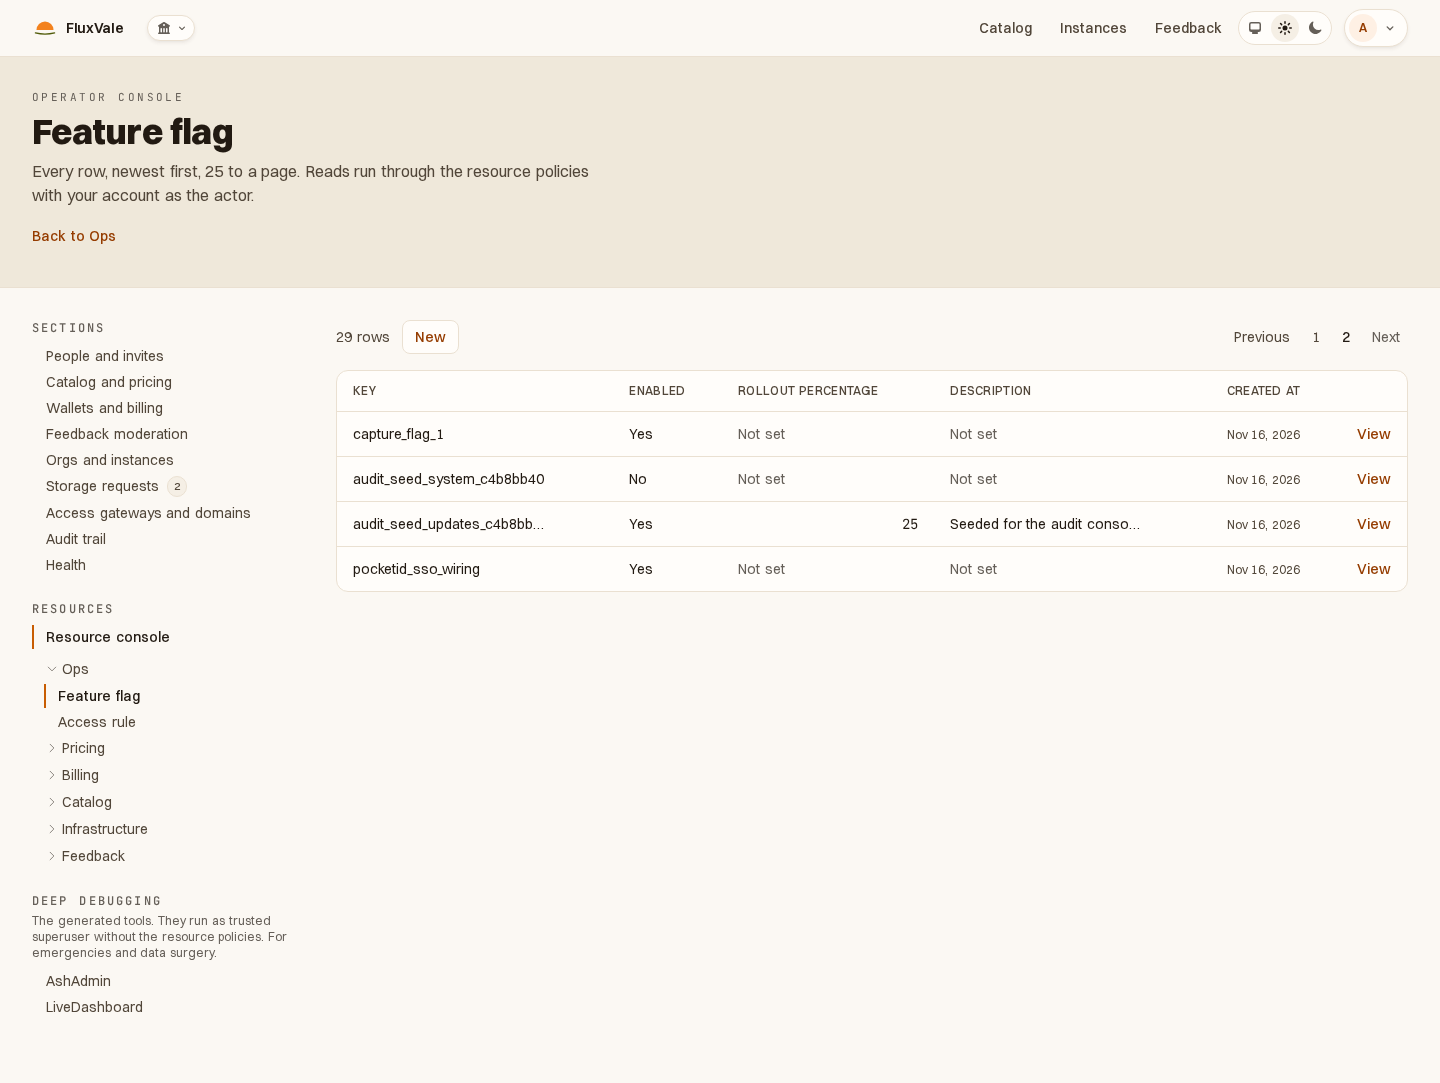 FluxVale
Catalog
Instances
Feedback
A
OPERATOR CONSOLE
Feature flag
Every row, newest first, 25 to a page. Reads run through the resource policies
with your account as the actor.
Back to Ops
SECTIONS
People and invites
Catalog and pricing
Wallets and billing
Feedback moderation
Orgs and instances
Storage requests 2
Access gateways and domains
Audit trail
Health
RESOURCES
Resource console
Ops
Feature flag
Access rule
Pricing
Billing
Catalog
Infrastructure
Feedback
DEEP DEBUGGING
The generated tools. They run as trusted
superuser without the resource policies. For
emergencies and data surgery.
AshAdmin
LiveDashboard
29 rows New Previous 1 2 Next
KEY ENABLED ROLLOUT PERCENTAGE DESCRIPTION CREATED AT
capture_flag_1 Yes Not set Not set Nov 16, 2026 View
audit_seed_system_c4b8bb40 No Not set Not set Nov 16, 2026 View
audit_seed_updates_c4b8bb... Yes 25 Seeded for the audit conso... Nov 16, 2026 View
pocketid_sso_wiring Yes Not set Not set Nov 16, 2026 View